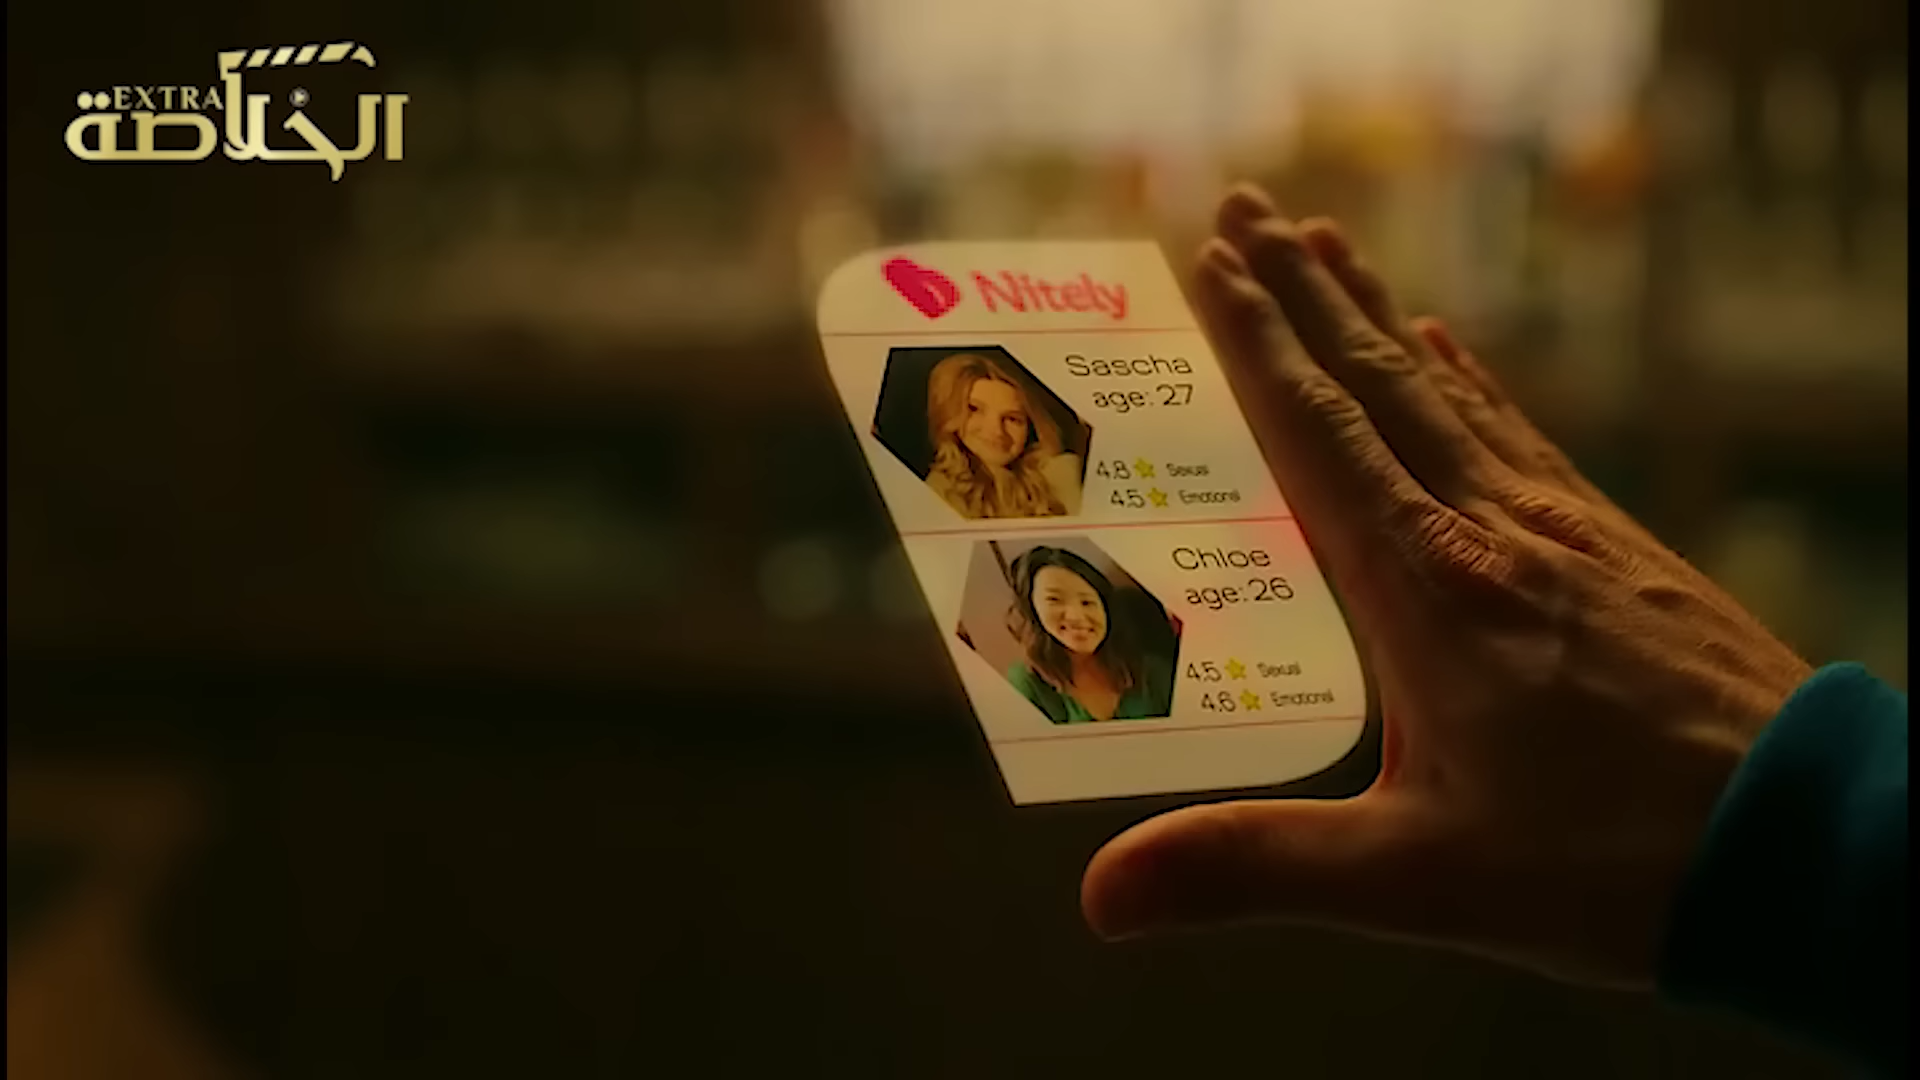 EXTRA
الخلاصة
Nitely
Sascha
age: 27
4.8 Sexual
4.5 Emotional
Chloe
age: 26
4.5 Sexual
4.6 Emotional